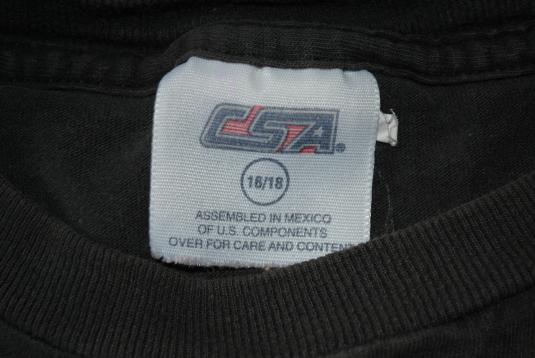 CSA®
16/18
ASSEMBLED IN MEXICO
OF U.S. COMPONENTS
OVER FOR CARE AND CONTENT